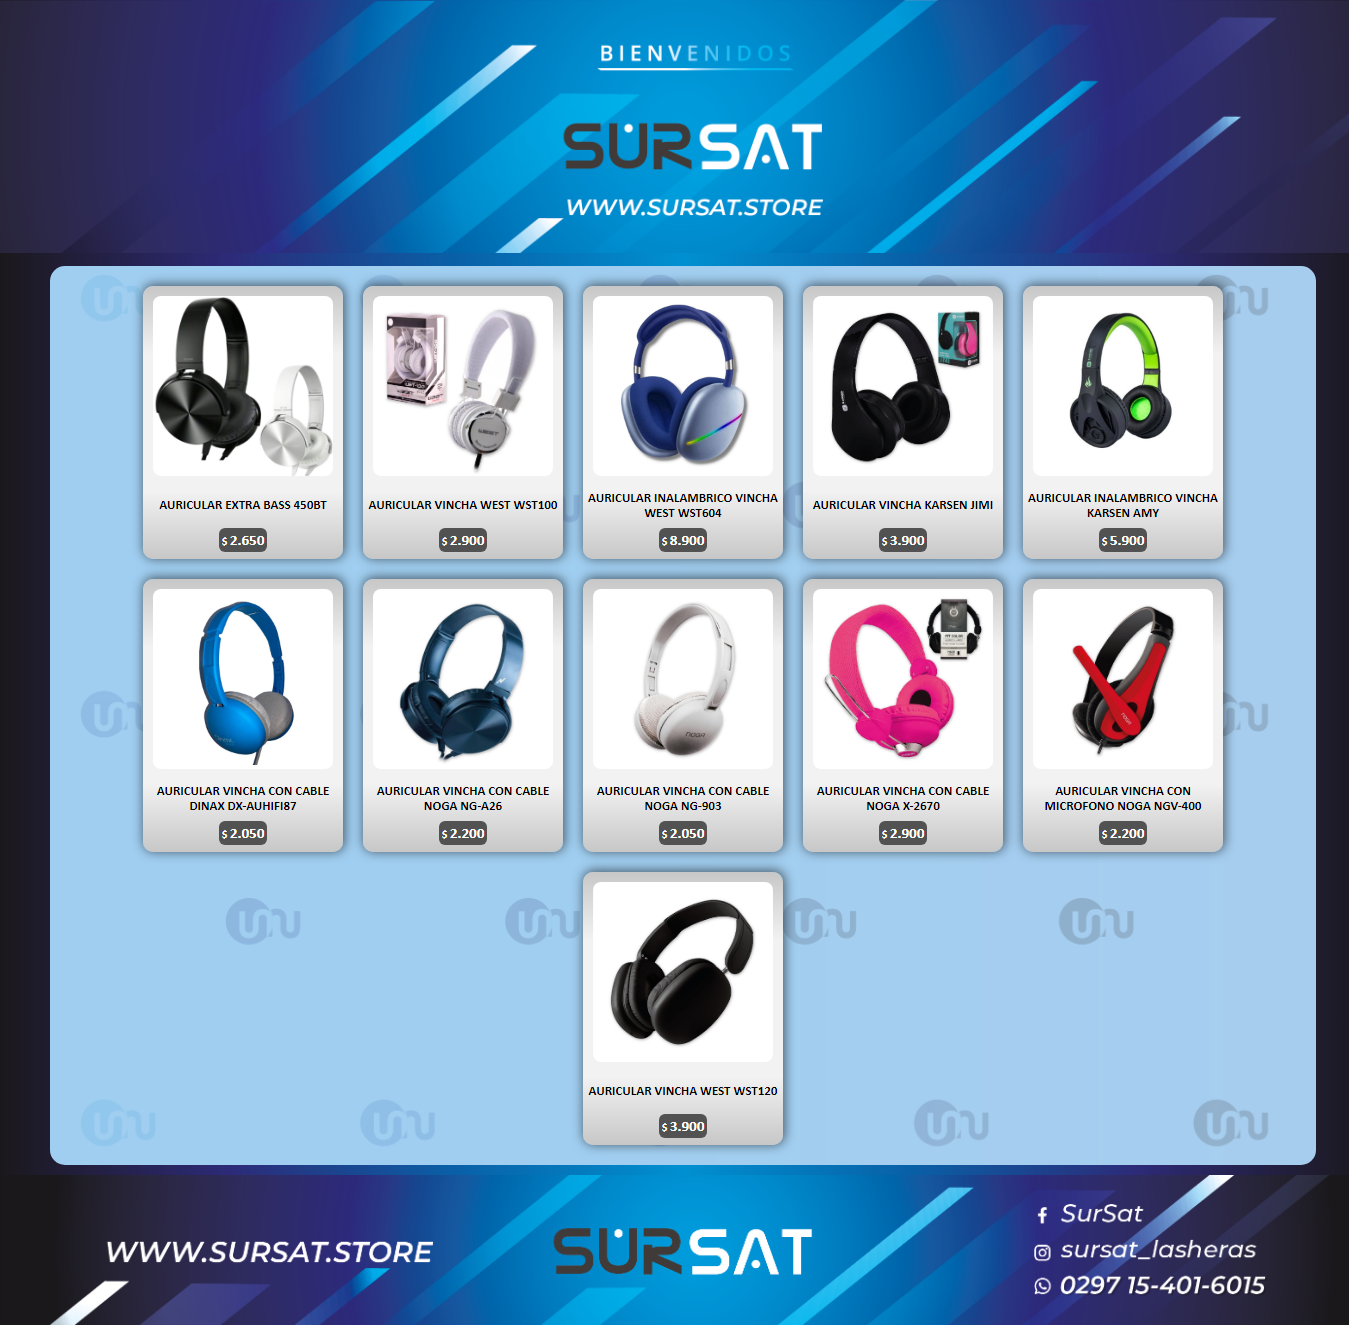 BIENVENIDOS
SURSAT
WWW.SURSAT.STORE
AURICULAR EXTRA BASS 450BT
$ 2.650
AURICULAR VINCHA WEST WST100
$ 2.900
AURICULAR INALAMBRICO VINCHA
WEST WST604
$ 8.900
AURICULAR VINCHA KARSEN JIMI
$ 3.900
AURICULAR INALAMBRICO VINCHA
KARSEN AMY
$ 5.900
AURICULAR VINCHA CON CABLE
DINAX DX-AUHIFI87
$ 2.050
AURICULAR VINCHA CON CABLE
NOGA NG-A26
$ 2.200
NOGA
AURICULAR VINCHA CON CABLE
NOGA NG-903
$ 2.050
AURICULAR VINCHA CON CABLE
NOGA X-2670
$ 2.900
AURICULAR VINCHA CON
MICROFONO NOGA NGV-400
$ 2.200
AURICULAR VINCHA WEST WST120
$ 3.900
WWW.SURSAT.STORE
SURSAT
SurSat
sursat_lasheras
0297 15-401-6015